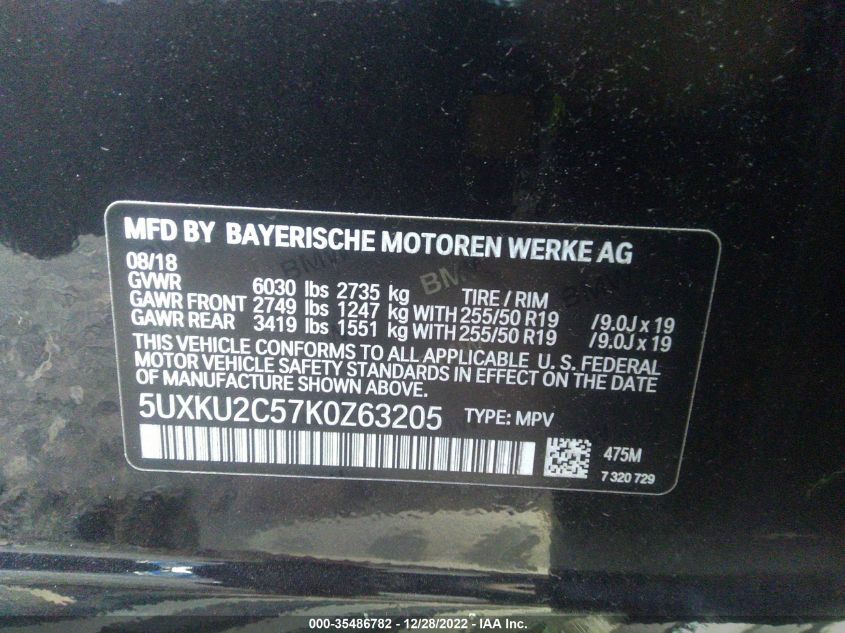 MFD BY BAYERISCHE MOTOREN WERKE AG
08/18
GVWR 6030 lbs 2735 kg TIRE / RIM
GAWR FRONT 2749 lbs 1247 kg WITH 255/50 R19 /9.0J x 19
GAWR REAR 3419 lbs 1551 kg WITH 255/50 R19 /9.0J x 19
THIS VEHICLE CONFORMS TO ALL APPLICABLE U. S. FEDERAL
MOTOR VEHICLE SAFETY STANDARDS IN EFFECT ON THE DATE
OF MANUFACTURE SHOWN ABOVE.
5UXKU2C57K0Z63205 TYPE: MPV
475M
7 320 729
000-35486782 - 12/28/2022 - IAA Inc.